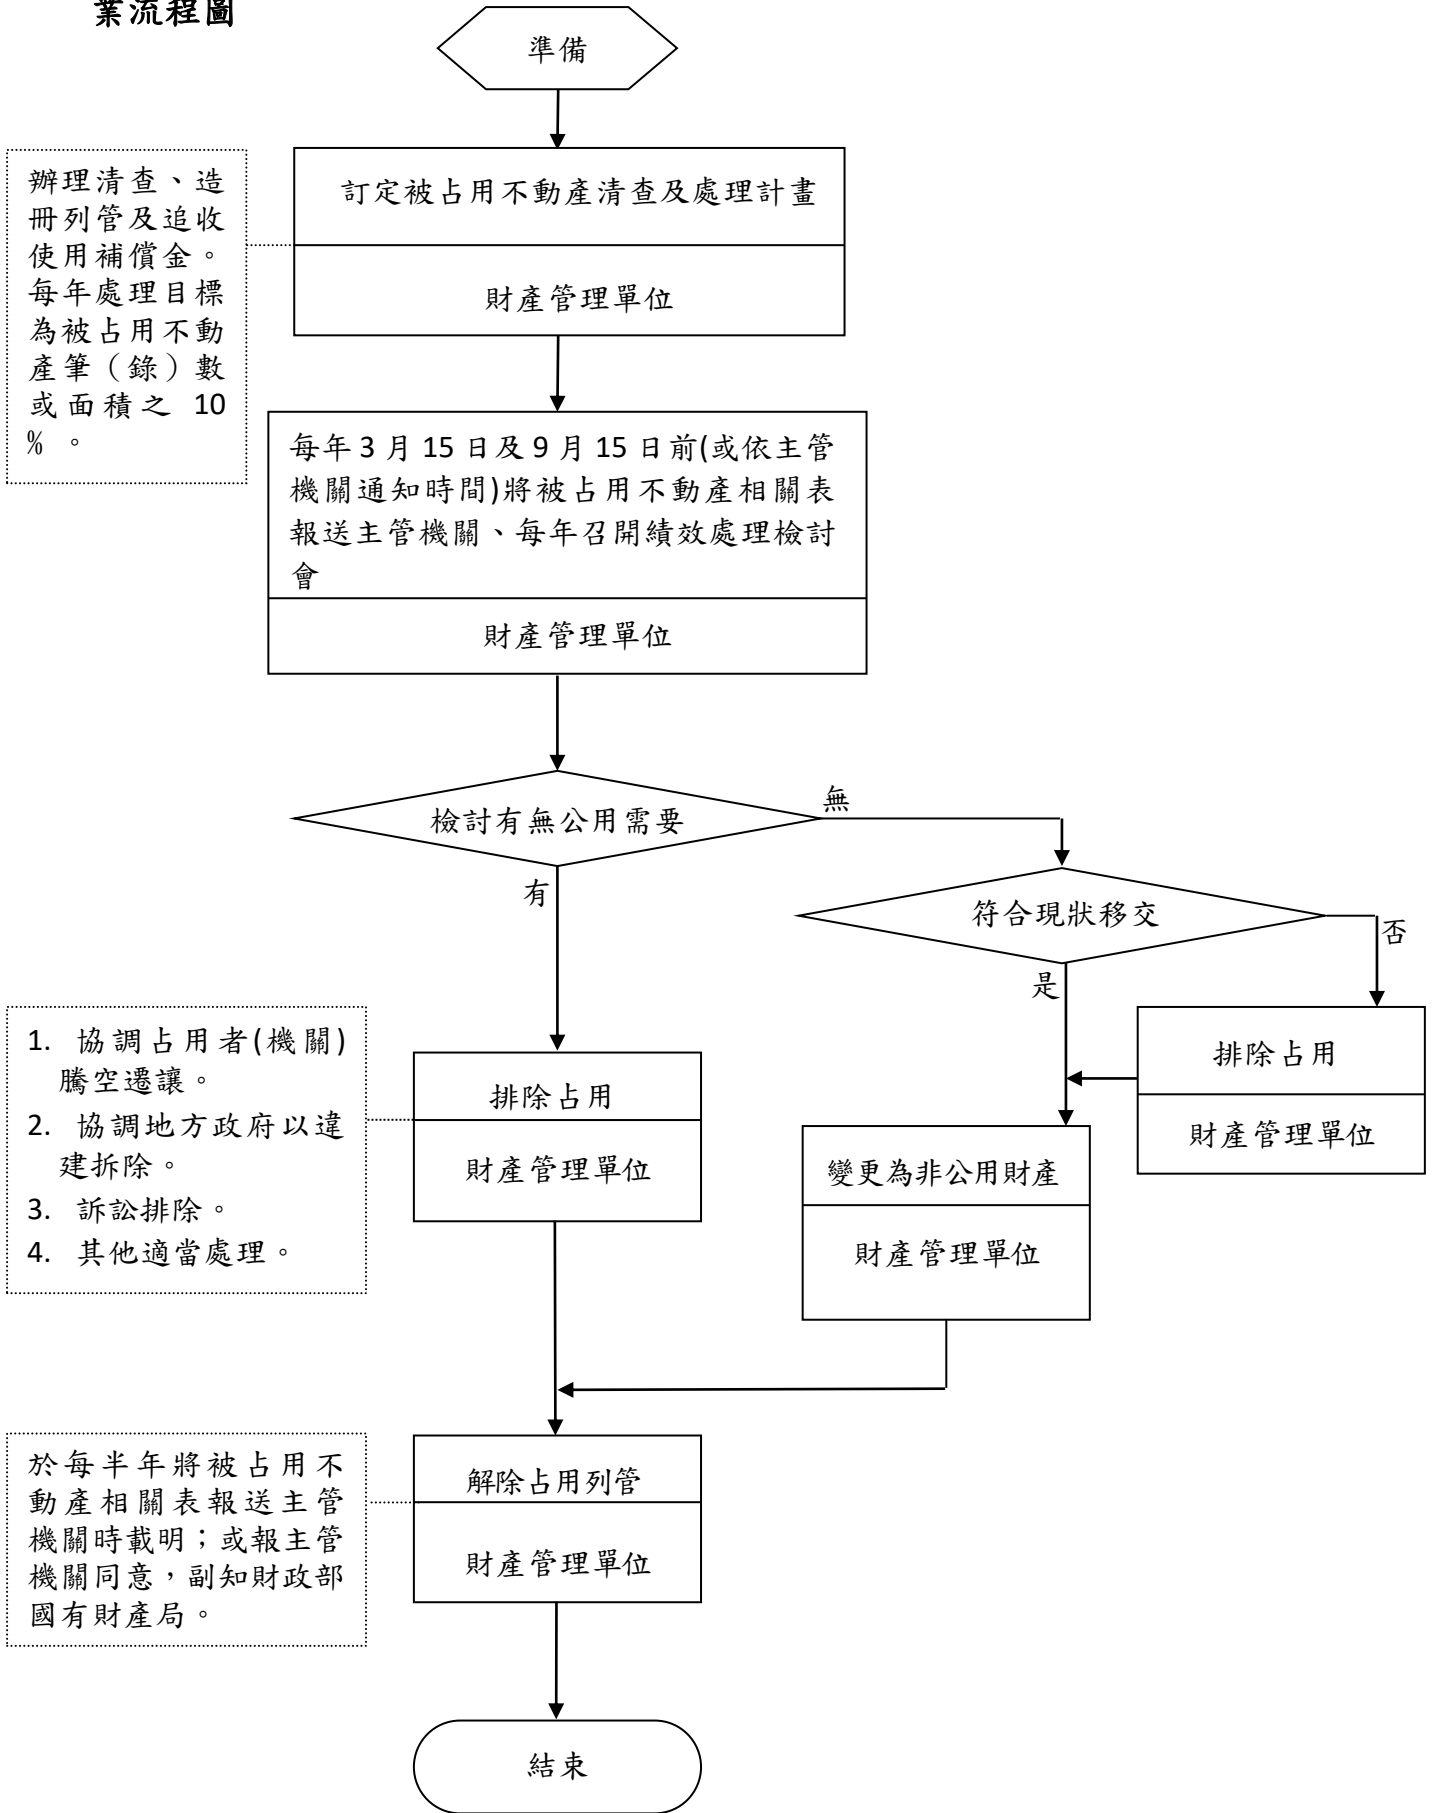 業流程圖
準備
訂定被占用不動產清查及處理計畫
財產管理單位
辦理清查、造
冊列管及追收
使用補償金。
每年處理目標
為被占用不動
產筆（錄）數
或面積之 10
% 。
每年 3 月 15 日及 9 月 15 日前(或依主管
機關通知時間)將被占用不動產相關表
報送主管機關、每年召開績效處理檢討
會
財產管理單位
檢討有無公用需要
無
有
符合現狀移交
否
是
排除占用
財產管理單位
1. 協調占用者(機關)
騰空遷讓。
2. 協調地方政府以違
建拆除。
3. 訴訟排除。
4. 其他適當處理。
排除占用
財產管理單位
變更為非公用財產
財產管理單位
於每半年將被占用不
動產相關表報送主管
機關時載明；或報主管
機關同意，副知財政部
國有財產局。
解除占用列管
財產管理單位
結束